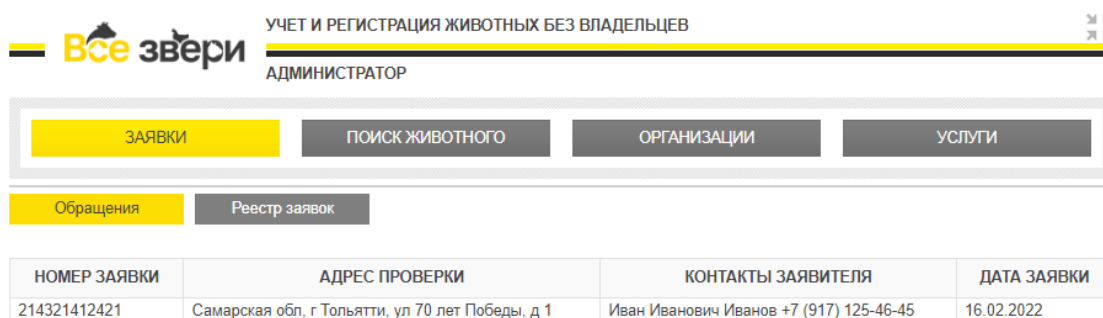 УЧЕТ И РЕГИСТРАЦИЯ ЖИВОТНЫХ БЕЗ ВЛАДЕЛЬЦЕВ
Все звери
АДМИНИСТРАТОР
ЗАЯВКИ ПОИСК ЖИВОТНОГО ОРГАНИЗАЦИИ УСЛУГИ
Обращения Реестр заявок
НОМЕР ЗАЯВКИ АДРЕС ПРОВЕРКИ КОНТАКТЫ ЗАЯВИТЕЛЯ ДАТА ЗАЯВКИ
214321412421 Самарская обл, г Тольятти, ул 70 лет Победы, д 1 Иван Иванович Иванов +7 (917) 125-46-45 16.02.2022